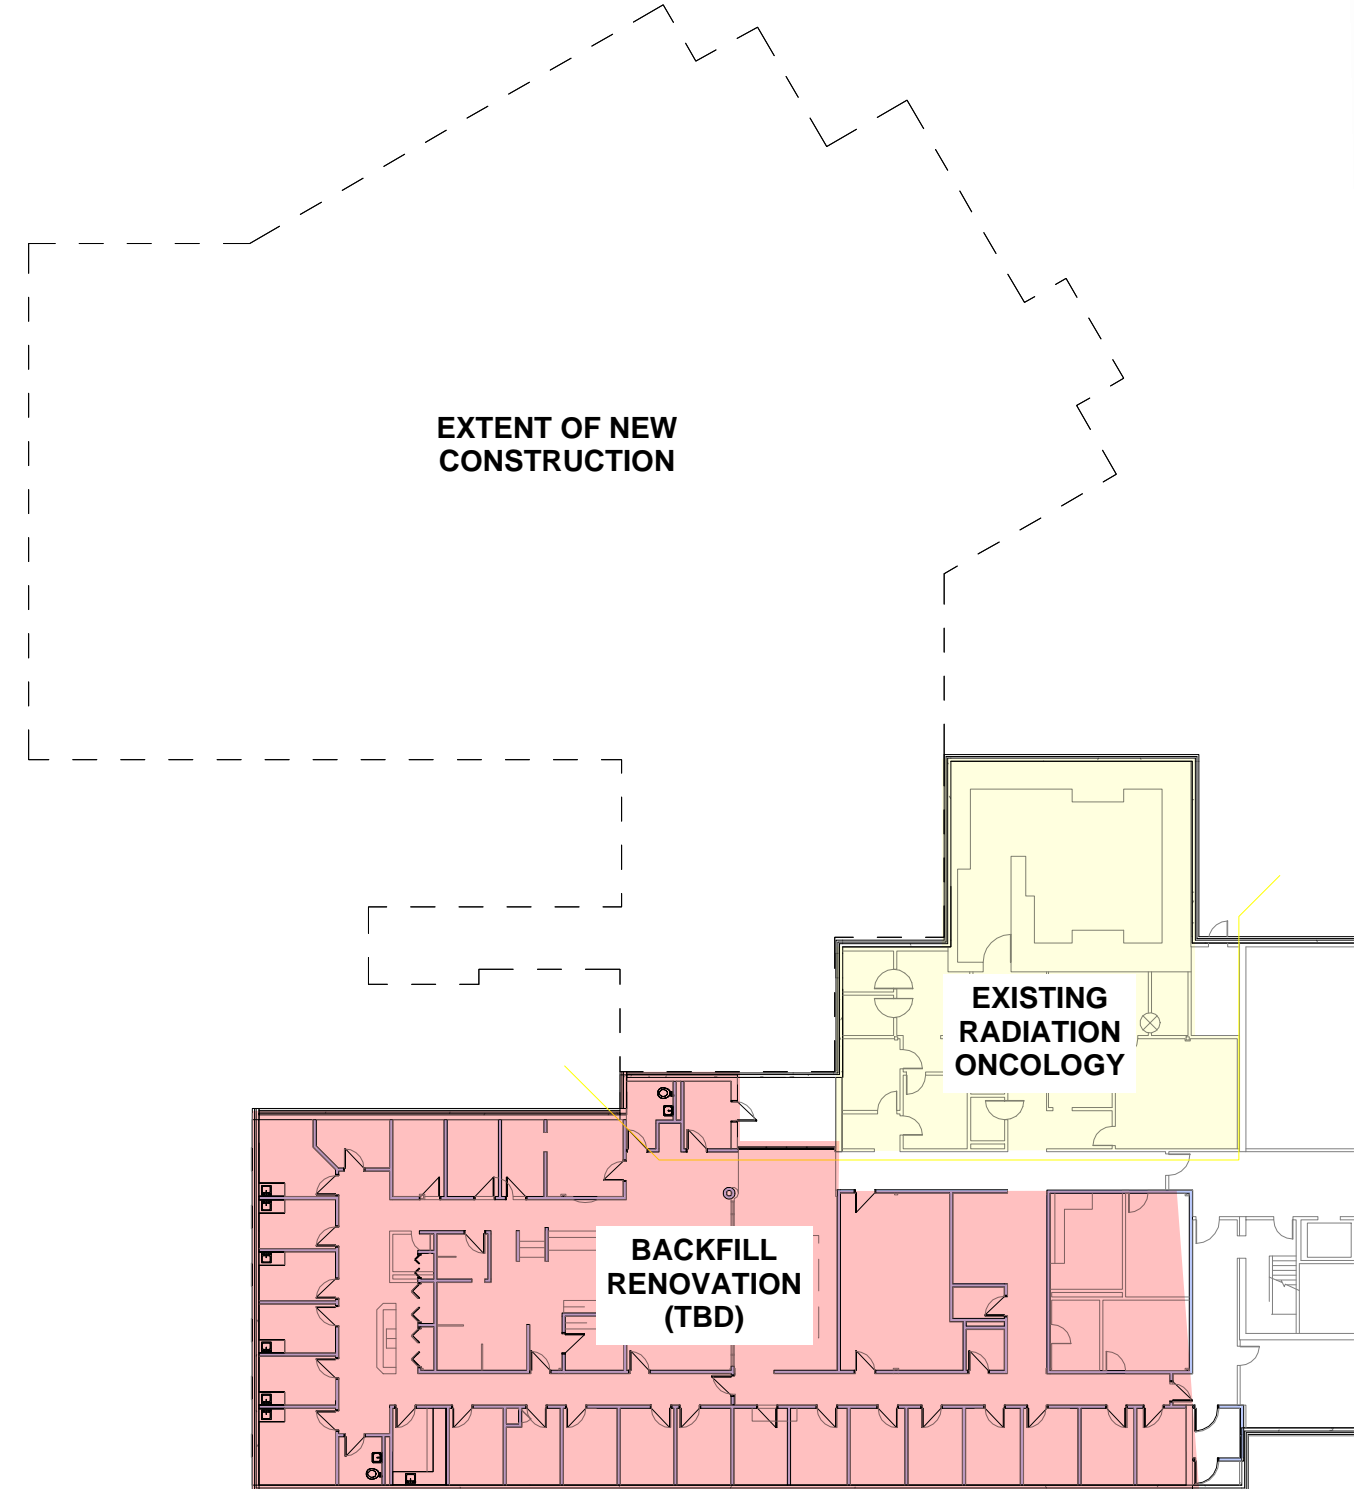 EXTENT OF NEW
CONSTRUCTION
EXISTING
RADIATION
ONCOLOGY
BACKFILL
RENOVATION
(TBD)